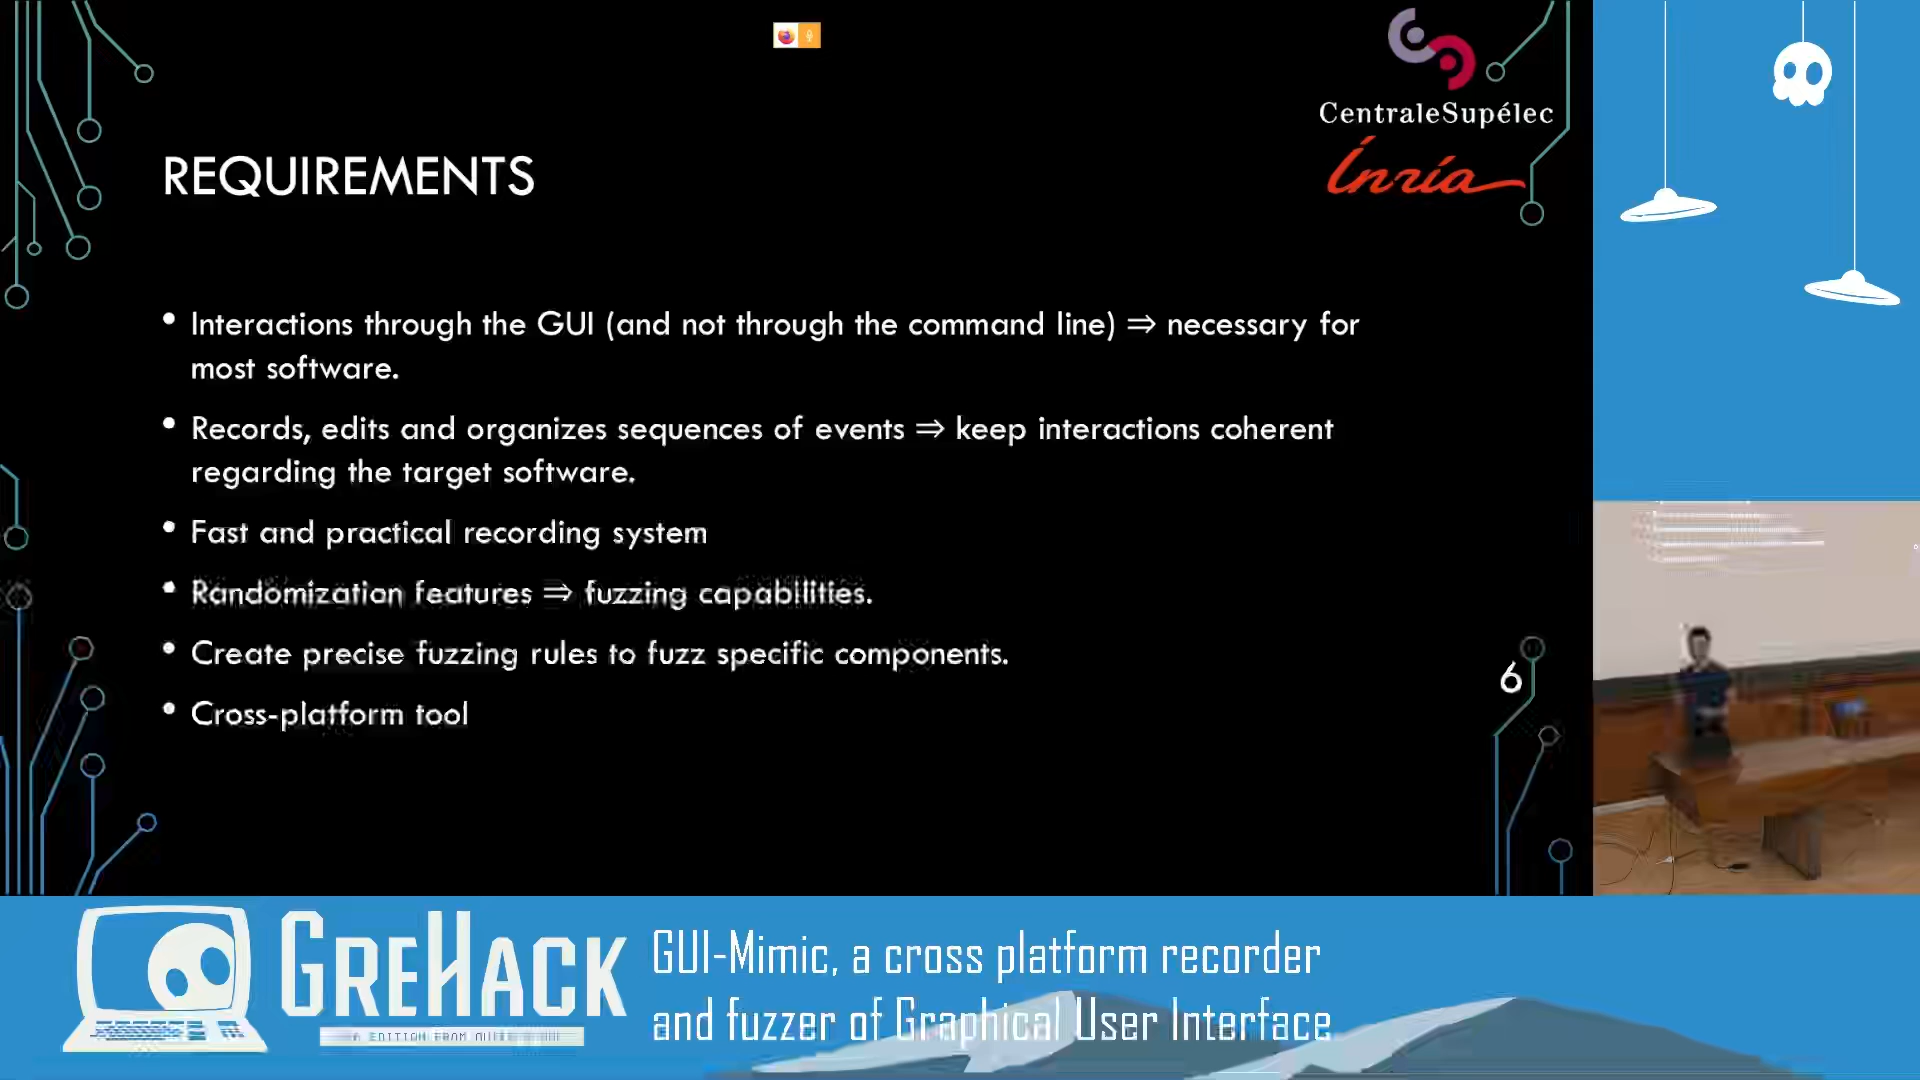 CentraleSupélec
Inria
REQUIREMENTS
• Interactions through the GUI (and not through the command line) ⇒ necessary for
most software.
• Records, edits and organizes sequences of events ⇒ keep interactions coherent
regarding the target software.
• Fast and practical recording system
• Randomization features ⇒ fuzzing capabilities.
• Create precise fuzzing rules to fuzz specific components.
• Cross-platform tool
6
GREHACK
EDITION FROM
GUI-Mimic, a cross platform recorder
and fuzzer of Graphical User Interface